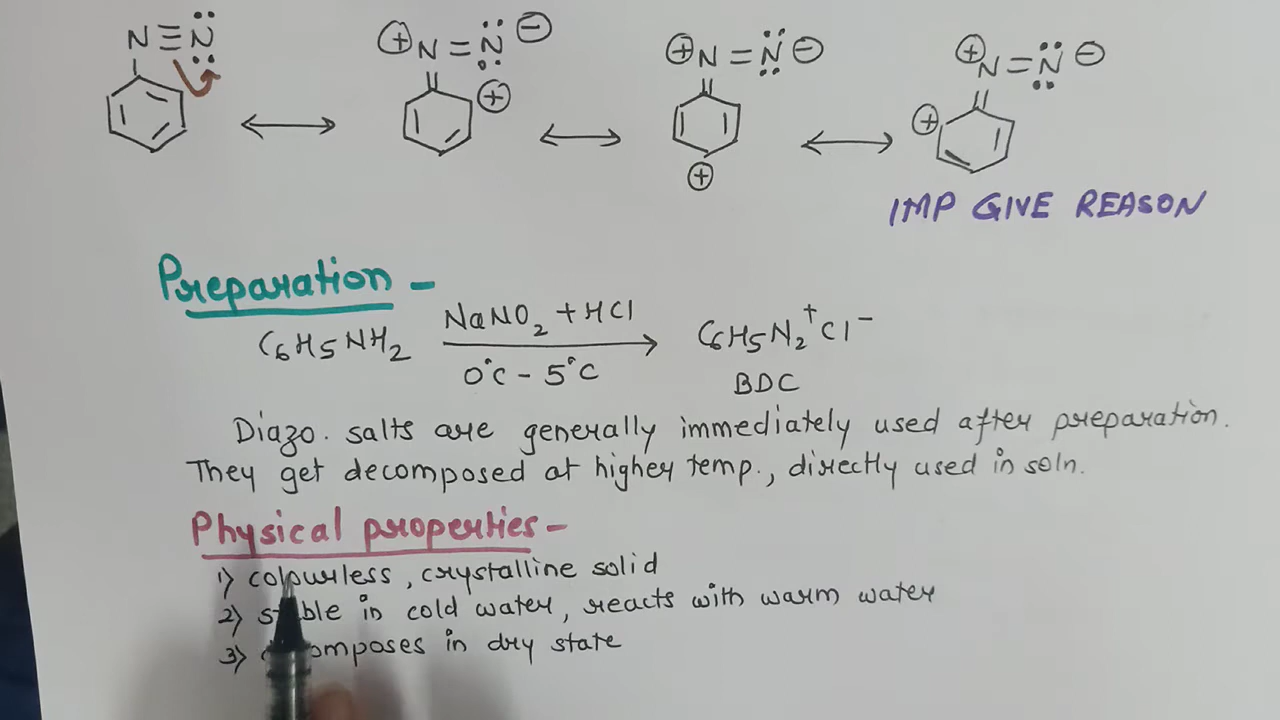 N≡N̈
⊕N=N̈⊖
⊕
⊕N=N̈⊖
⊕
⊕N=N̈⊖
⊕
IMP GIVE REASON
Preparation -
C6H5NH2 NaNO2 + HCl C6H5N2+Cl-
0°C - 5°C
BDC
Diazo. salts are generally immediately used after preparation.
They get decomposed at higher temp., directly used in soln.
Physical properties -
1) colourless, crystalline solid
2) in cold water, reacts with warm water
3) in dry state